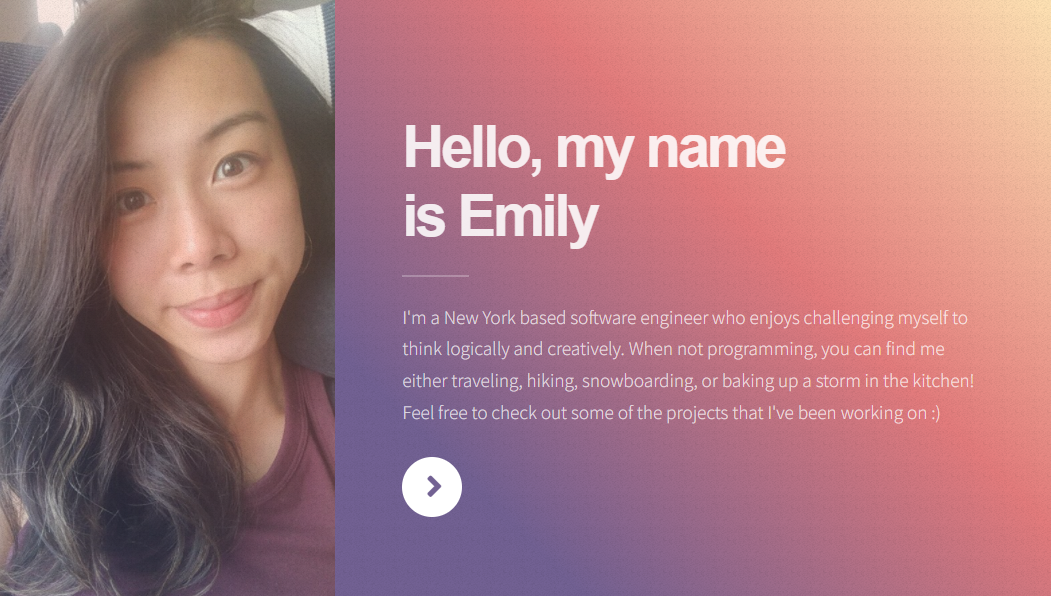 Hello, my name
is Emily
I'm a New York based software engineer who enjoys challenging myself to
think logically and creatively. When not programming, you can find me
either traveling, hiking, snowboarding, or baking up a storm in the kitchen!
Feel free to check out some of the projects that I've been working on :)